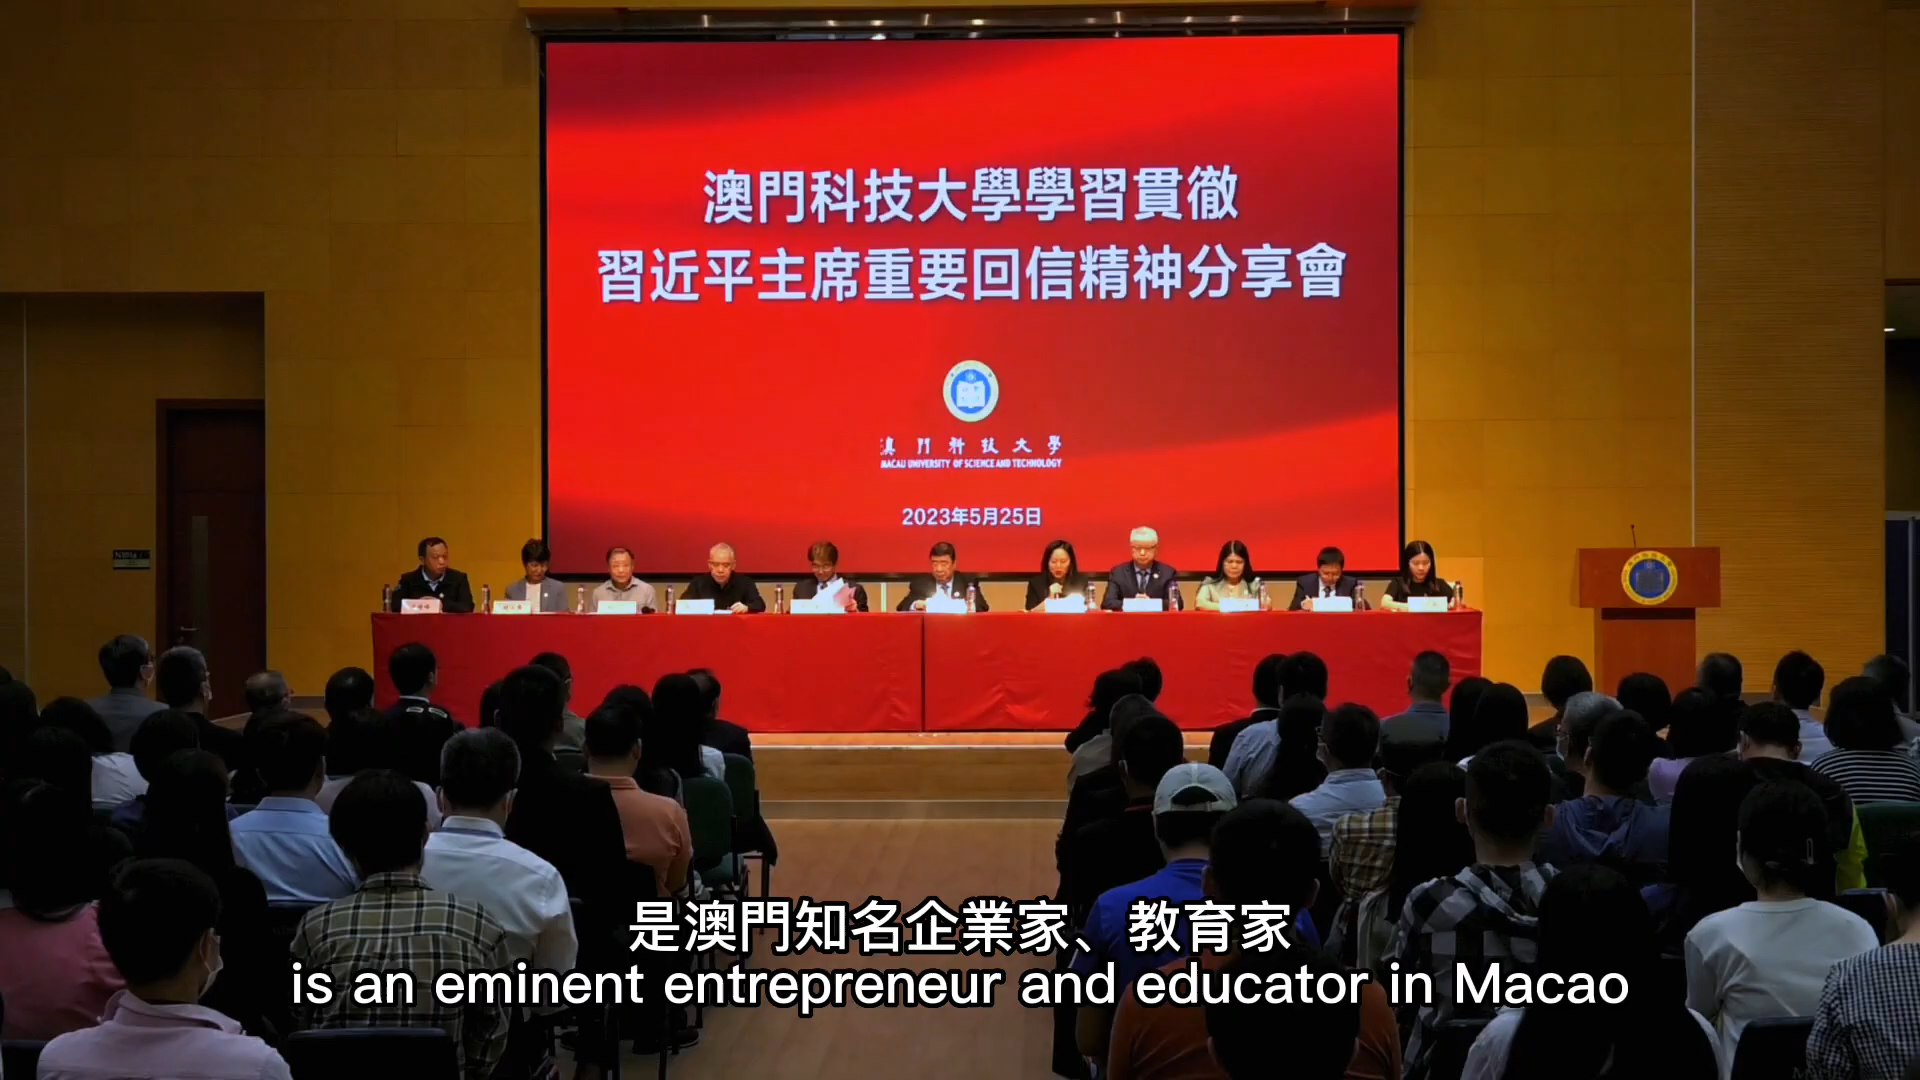 澳門科技大學學習貫徹
習近平主席重要回信精神分享會
澳門科技大學
MACAU UNIVERSITY OF SCIENCE AND TECHNOLOGY
2023年5月25日
是澳門知名企業家、教育家
is an eminent entrepreneur and educator in Macao